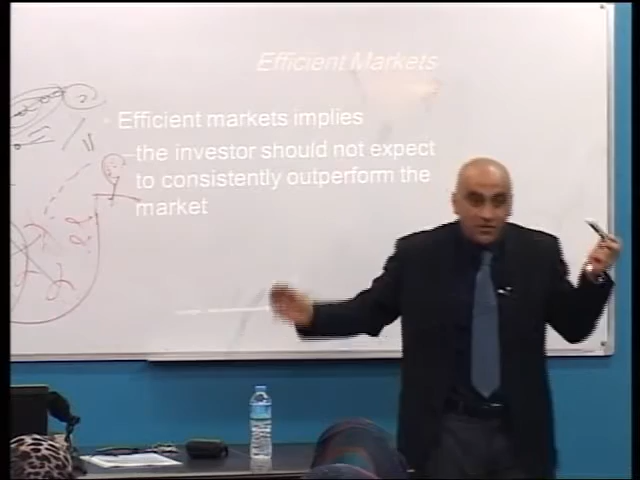 Efficient Markets
Efficient markets implies
–the investor should not expect
to consistently outperform the
market